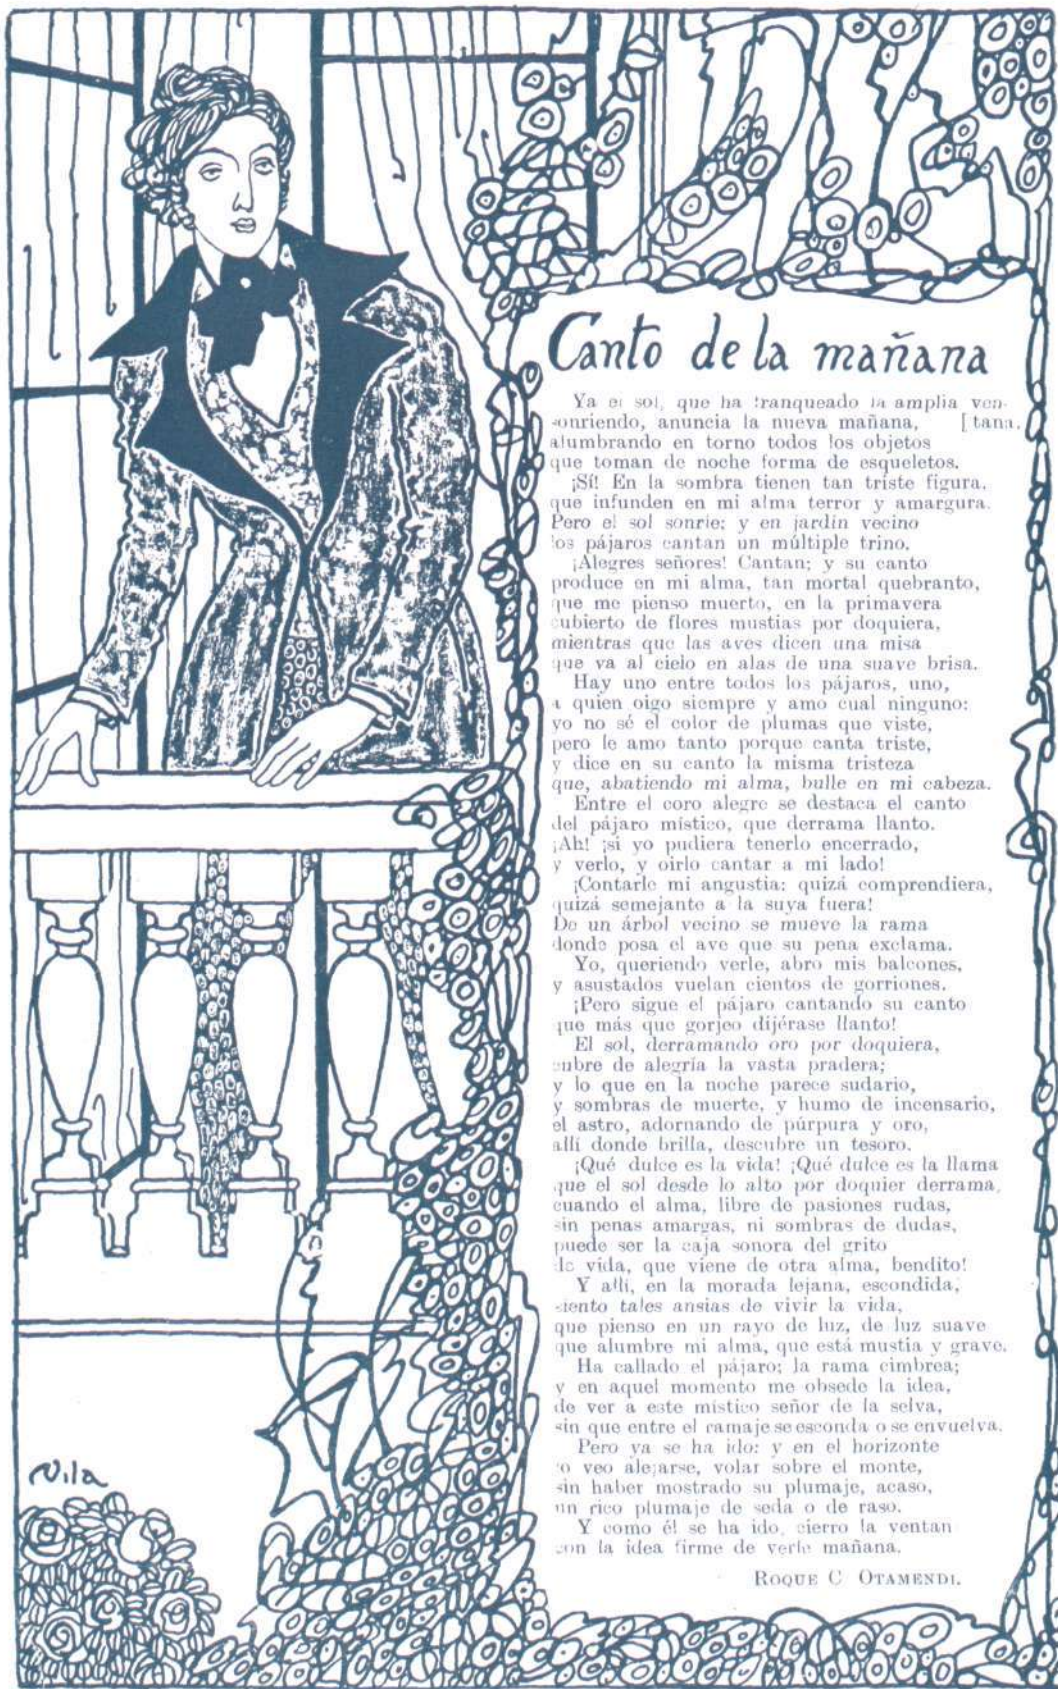 Canto de la mañana
Ya el sol, que ha franqueado la amplia ven-
sonriendo, anuncia la nueva mañana, [tana,
alumbrando en torno todos los objetos
que toman de noche forma de esqueletos.
¡Sí! En la sombra tienen tan triste figura,
que infunden en mi alma terror y amargura.
Pero el sol sonrie; y en jardín vecino
los pájaros cantan un múltiple trino.
¡Alegres señores! Cantan; y su canto
produce en mi alma, tan mortal quebranto,
que me pienso muerto, en la primavera
cubierto de flores mustias por doquiera,
mientras que las aves dicen una misa
que va al cielo en alas de una suave brisa.
Hay uno entre todos los pájaros, uno,
a quien oigo siempre y amo cual ninguno:
yo no sé el color de plumas que viste,
pero le amo tanto porque canta triste,
y dice en su canto la misma tristeza
que, abatiendo mi alma, bulle en mi cabeza.
Entre el coro alegre se destaca el canto
del pájaro místico, que derrama llanto.
¡Ah! ¡si yo pudiera tenerlo encerrado,
y verlo, y oirlo cantar a mi lado!
¡Contarle mi angustia: quizá comprendiera,
quizá semejante a la suya fuera!
De un árbol vecino se mueve la rama
donde posa el ave que su pena exclama.
Yo, queriendo verle, abro mis balcones,
y asustados vuelan cientos de gorriones.
¡Pero sigue el pájaro cantando su canto
que más que gorjeo dijérase llanto!
El sol, derramando oro por doquiera,
cubre de alegría la vasta pradera;
y lo que en la noche parece sudario,
y sombras de muerte, y humo de incensario,
el astro, adornando de púrpura y oro,
allí donde brilla, descubre un tesoro.
¡Qué dulce es la vida! ¡Qué dulce es la llama
que el sol desde lo alto por doquier derrama,
cuando el alma, libre de pasiones rudas,
sin penas amargas, ni sombras de dudas,
puede ser la caja sonora del grito
de vida, que viene de otra alma, bendito!
Y allí, en la morada lejana, escondida,
siento tales ansias de vivir la vida,
que pienso en un rayo de luz, de luz suave
que alumbre mi alma, que está mustia y grave.
Ha callado el pájaro; la rama cimbrea;
y en aquel momento me obsede la idea,
de ver a este místico señor de la selva,
sin que entre el ramaje se esconda o se envuelva.
Pero ya se ha ido: y en el horizonte
lo veo alejarse, volar sobre el monte,
sin haber mostrado su plumaje, acaso,
un rico plumaje de seda o de raso.
Y como él se ha ido, cierro la ventan
con la idea firme de verle mañana.
ROQUE C OTAMENDI.
Vila